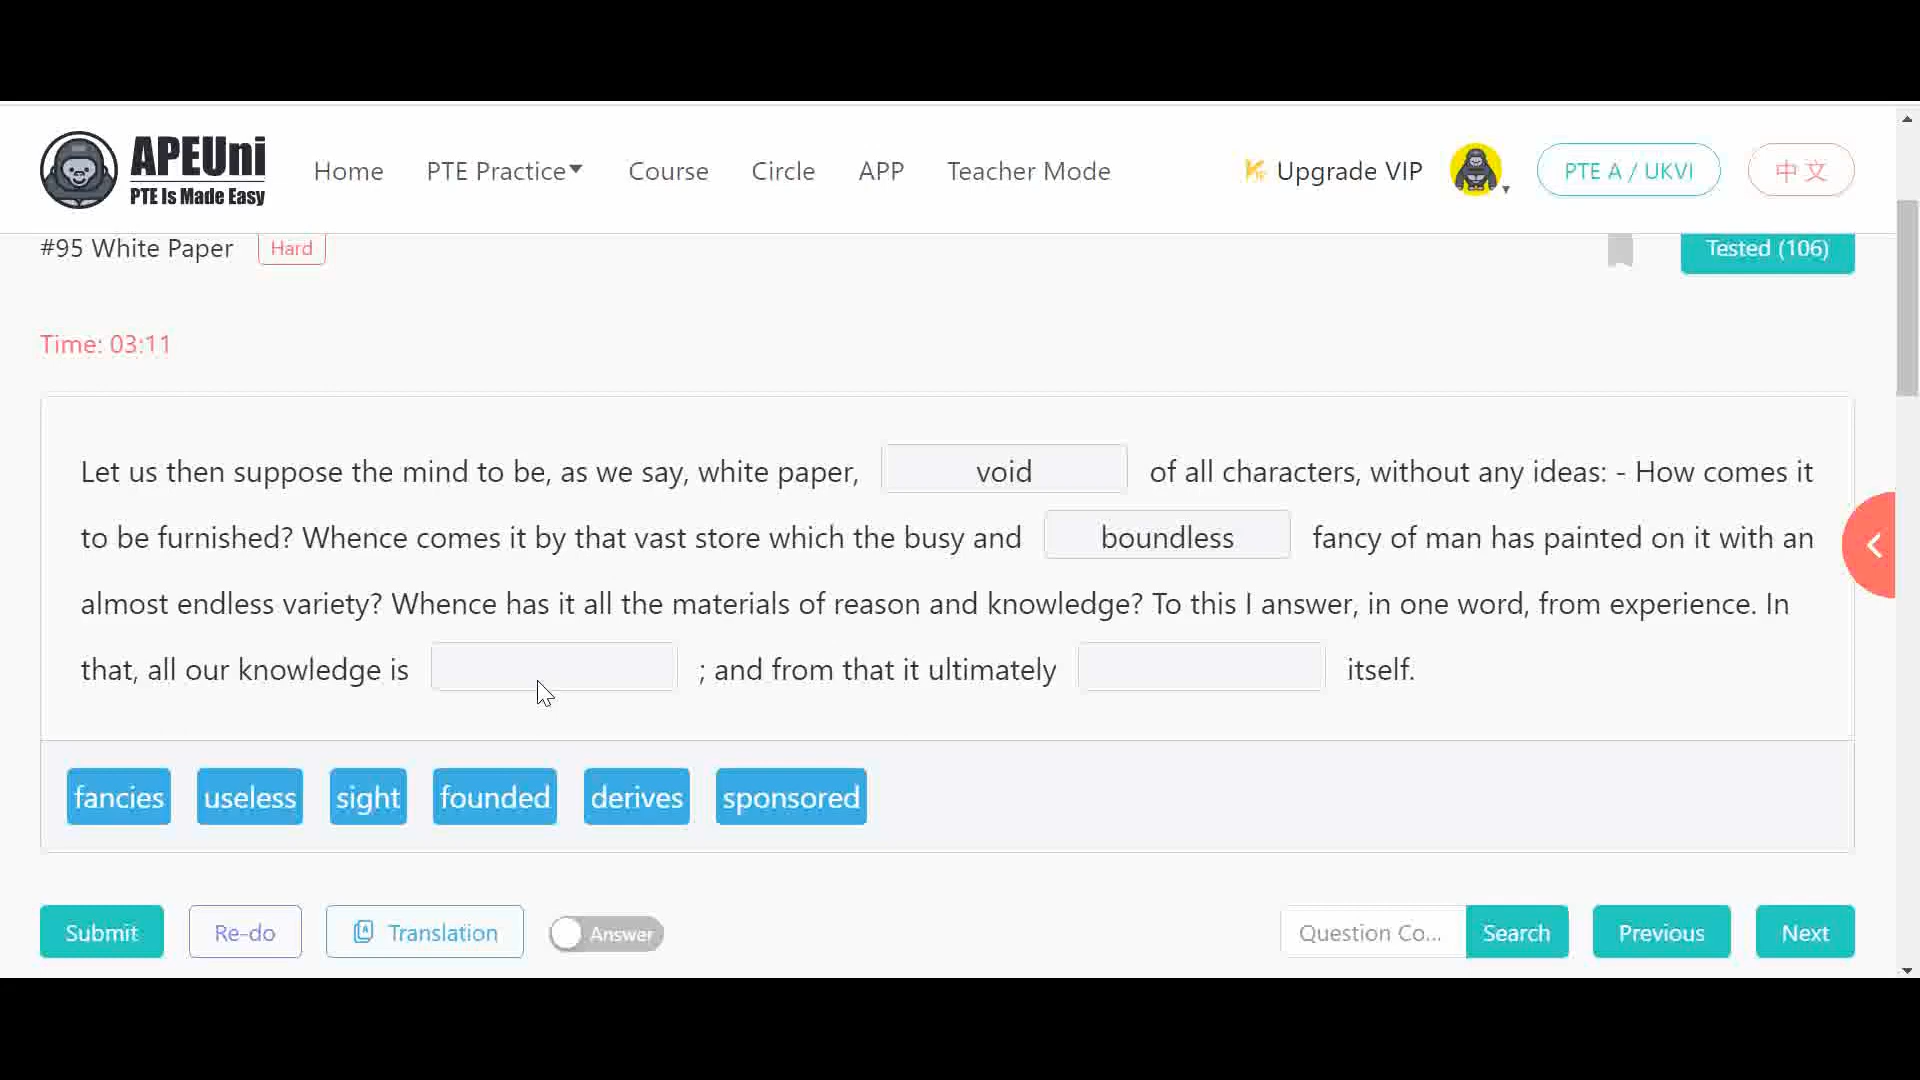 APEUni
PTE Is Made Easy
Home PTE Practice Course Circle APP Teacher Mode Upgrade VIP PTE A / UKVI 中文
#95 White Paper Hard Tested (106)
Time: 03:11
Let us then suppose the mind to be, as we say, white paper, void of all characters, without any ideas: - How comes it
to be furnished? Whence comes it by that vast store which the busy and boundless fancy of man has painted on it with an
almost endless variety? Whence has it all the materials of reason and knowledge? To this I answer, in one word, from experience. In
that, all our knowledge is ; and from that it ultimately itself.
fancies useless sight founded derives sponsored
Submit Re-do Translation Answer Question Co... Search Previous Next